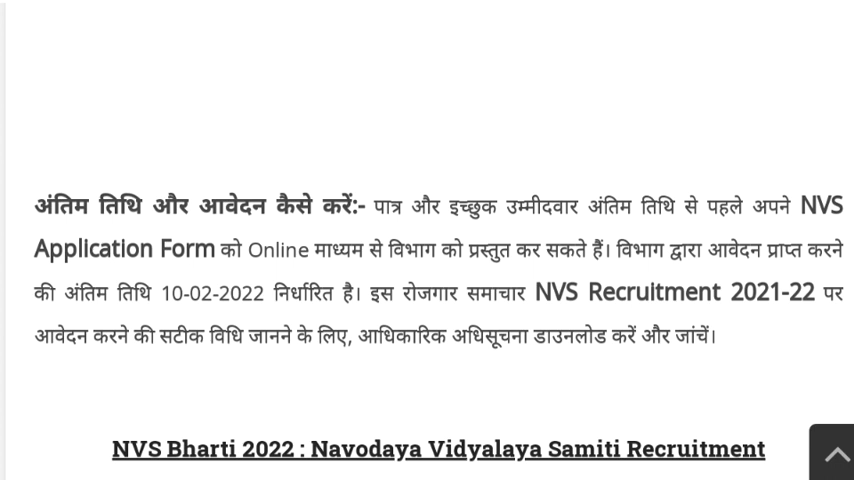 अंतिम तिथि और आवेदन कैसे करें:- पात्र और इच्छुक उम्मीदवार अंतिम तिथि से पहले अपने NVS
Application Form को Online माध्यम से विभाग को प्रस्तुत कर सकते हैं। विभाग द्वारा आवेदन प्राप्त करने
की अंतिम तिथि 10-02-2022 निर्धारित है। इस रोजगार समाचार NVS Recruitment 2021-22 पर
आवेदन करने की सटीक विधि जानने के लिए, आधिकारिक अधिसूचना डाउनलोड करें और जांचें।
NVS Bharti 2022 : Navodaya Vidyalaya Samiti Recruitment